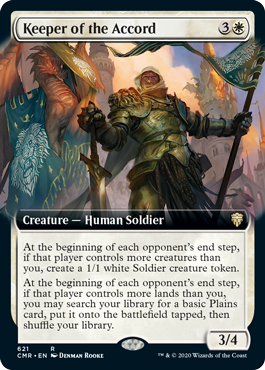 Keeper of the Accord 3
Creature — Human Soldier
At the beginning of each opponent's end step,
if that player controls more creatures than
you, create a 1/1 white Soldier creature token.
At the beginning of each opponent's end step,
if that player controls more lands than you,
you may search your library for a basic Plains
card, put it onto the battlefield tapped, then
shuffle your library.
3/4
621 R
CMR • EN DENMAN ROOKE
™ & © 2020 Wizards of the Coast